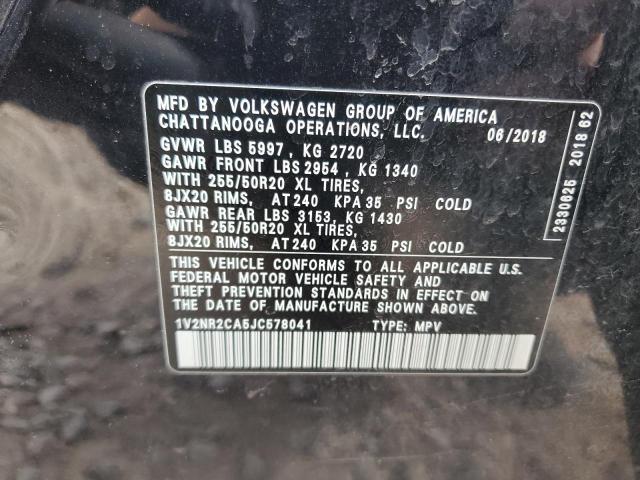 MFD BY VOLKSWAGEN GROUP OF AMERICA
CHATTANOOGA OPERATIONS, LLC. 06/2018
GVWR LBS 5997 , KG 2720
GAWR FRONT LBS 2954 , KG 1340
WITH 255/50R20 XL TIRES,
8JX20 RIMS, AT 240 KPA 35 PSI COLD
GAWR REAR LBS 3153, KG 1430
WITH 255/50R20 XL TIRES,
8JX20 RIMS, AT 240 KPA 35 PSI COLD
THIS VEHICLE CONFORMS TO ALL APPLICABLE U.S.
FEDERAL MOTOR VEHICLE SAFETY AND
THEFT PREVENTION STANDARDS IN EFFECT ON
THE DATE OF MANUFACTURE SHOWN ABOVE.
1V2NR2CA5JC578041 TYPE: MPV
2330626 2018 62